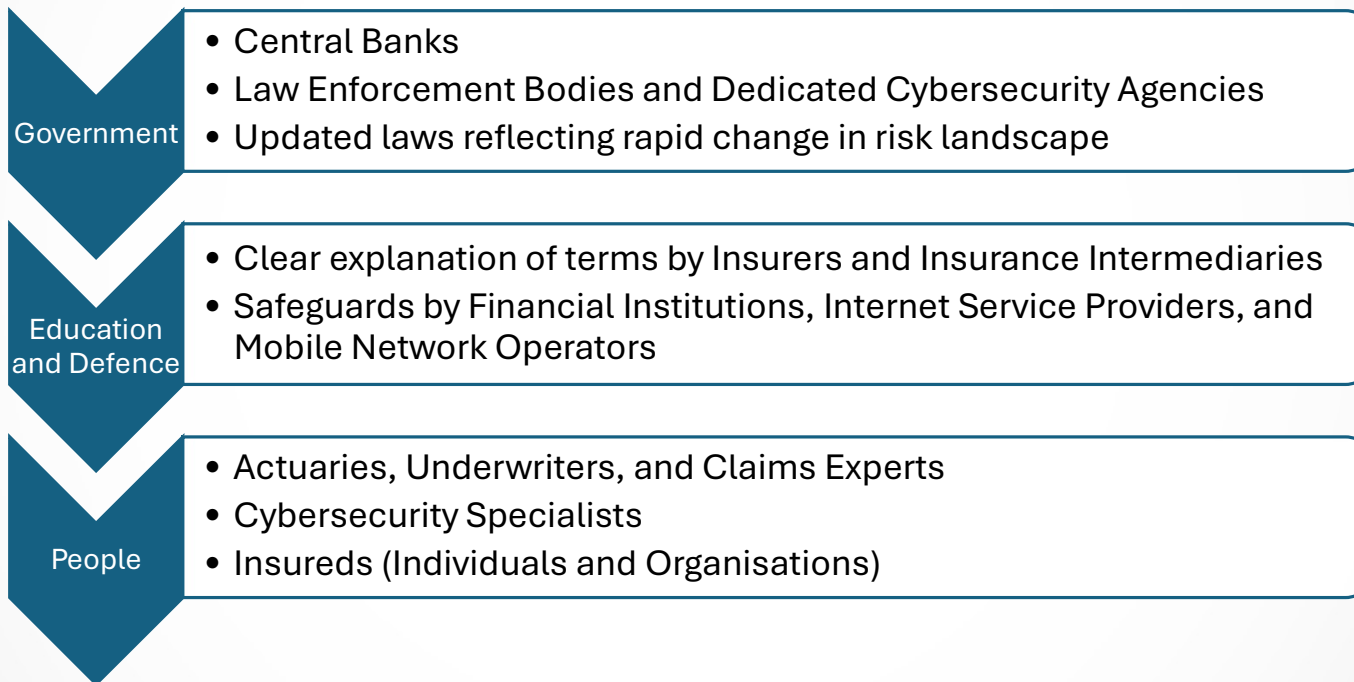 Government
• Central Banks
• Law Enforcement Bodies and Dedicated Cybersecurity Agencies
• Updated laws reflecting rapid change in risk landscape
Education
and Defence
• Clear explanation of terms by Insurers and Insurance Intermediaries
• Safeguards by Financial Institutions, Internet Service Providers, and
Mobile Network Operators
People
• Actuaries, Underwriters, and Claims Experts
• Cybersecurity Specialists
• Insureds (Individuals and Organisations)